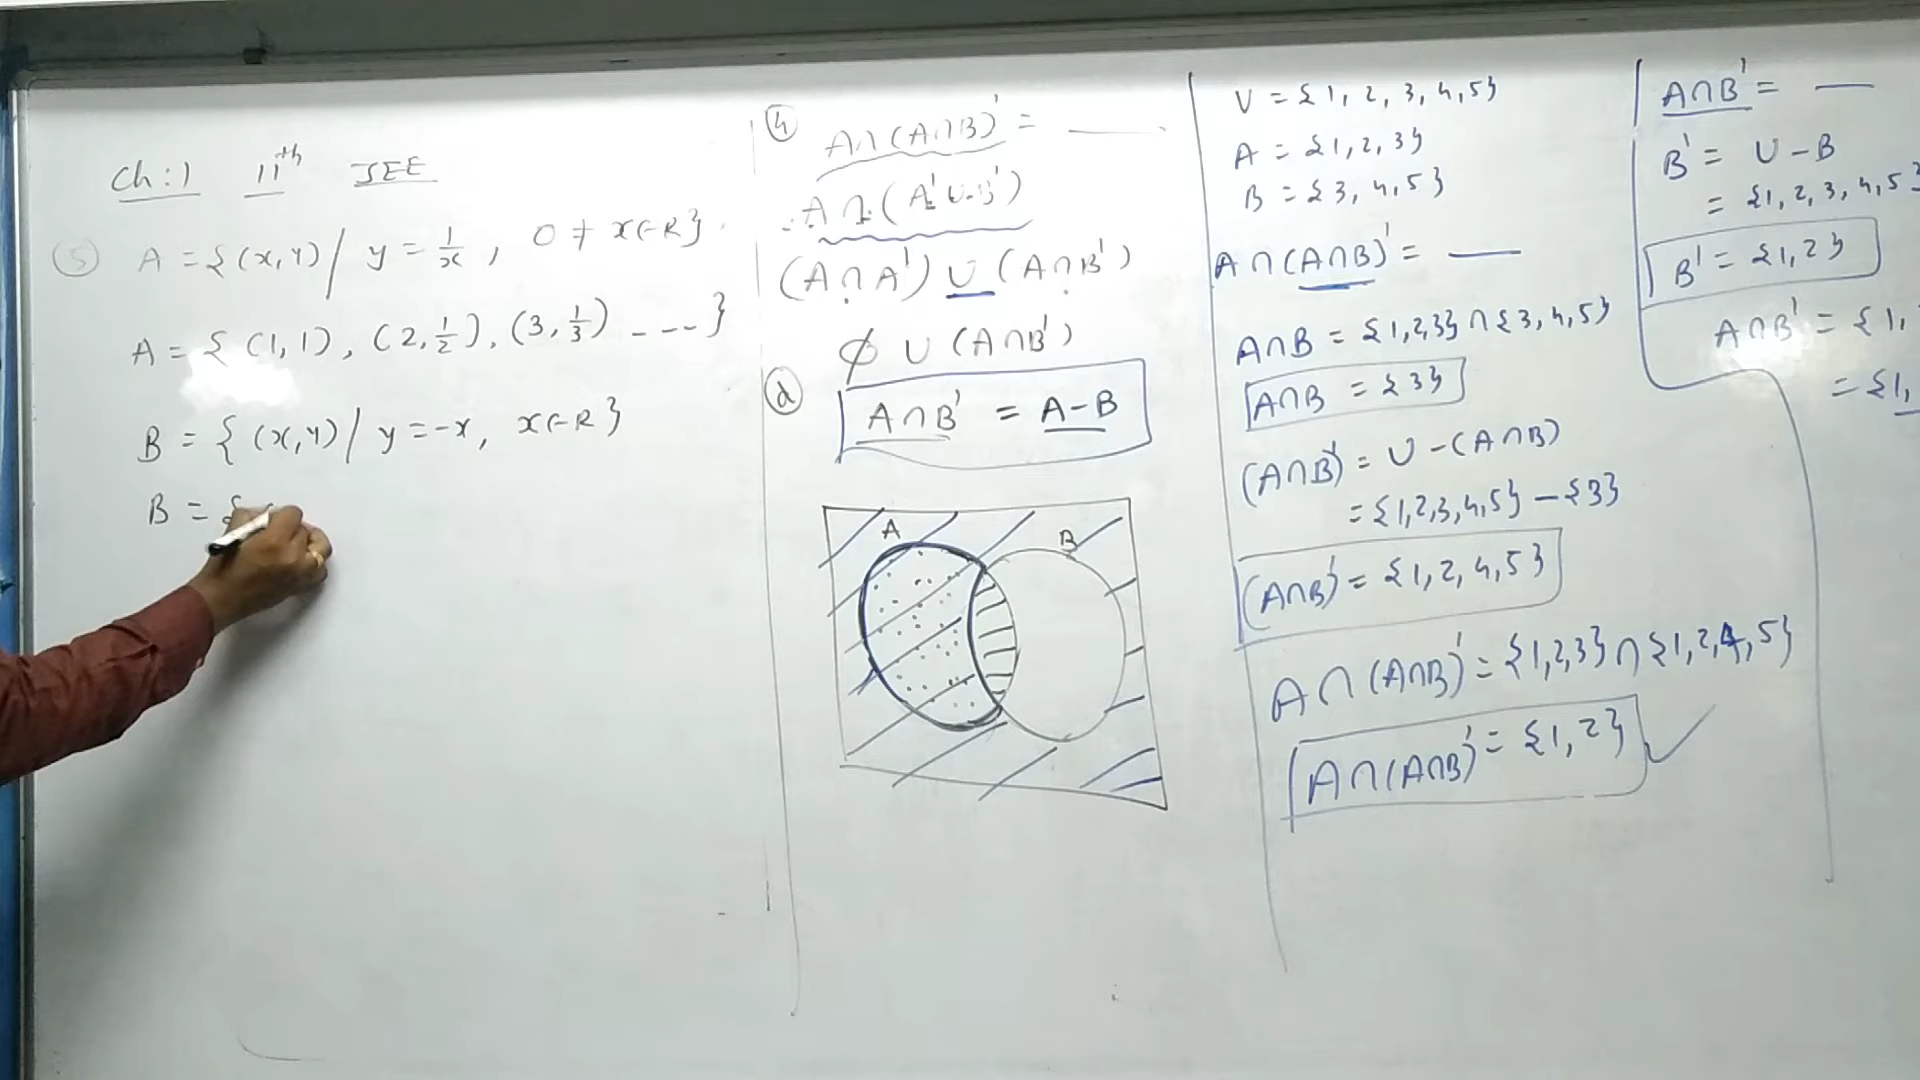 Ch:1 11th JEE
(5) A = {(x,y)/ y = 1/x , 0 ≠ x∈R}.
A = { (1,1), (2,1/2), (3,1/3) ---}
B = { (x,y)/ y = -x, x∈R}
B = {
(4) A∩(A∩B)' = ___
A∩(A'∪B')
(A∩A') ∪ (A∩B')
φ ∪ (A∩B')
(d) A∩B' = A-B
A B
U = {1, 2, 3, 4, 5}
A = {1, 2, 3}
B = {3, 4, 5}
A∩(A∩B)' = ___
A∩B = {1,2,3} ∩ {3, 4, 5}
A∩B = {3}
(A∩B)' = U - (A∩B)
= {1,2,3,4,5} - {3}
(A∩B)' = {1, 2, 4, 5}
A∩(A∩B)' = {1,2,3} ∩ {1,2,4,5}
A∩(A∩B)' = {1, 2} ✓
A∩B' = ___
B' = U - B
= {1, 2, 3, 4, 5}
B' = {1, 2}
A∩B' = {1,
= {1,